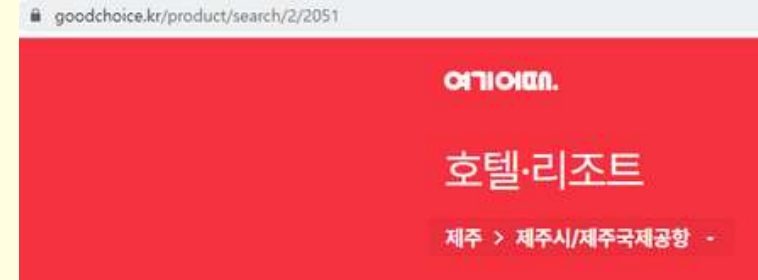 goodchoice.kr/product/search/2/2051
여기어때.
호텔·리조트
제주 > 제주시/제주국제공항